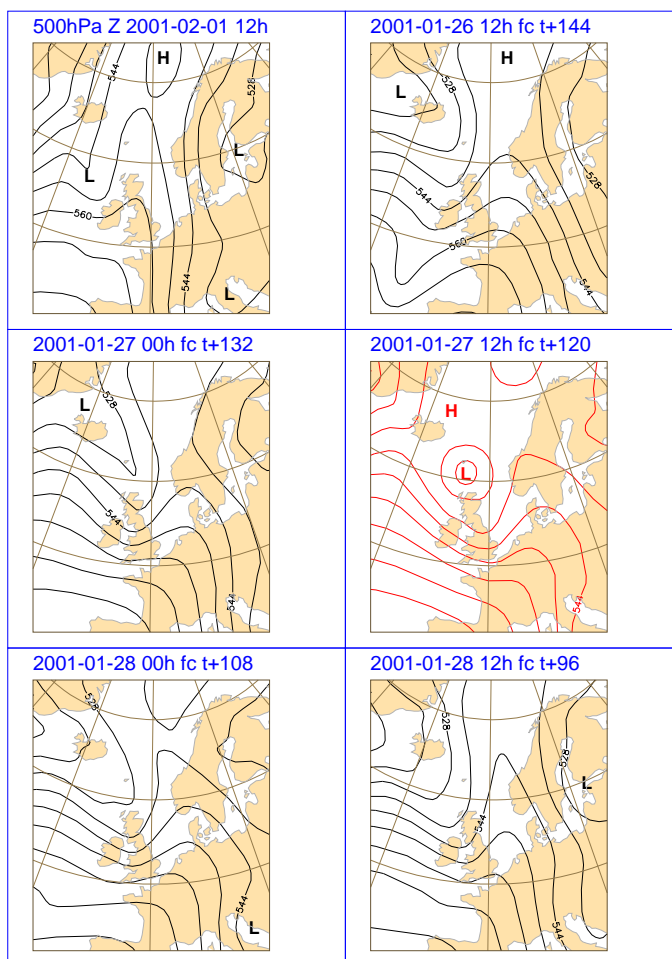 500hPa Z 2001-02-01 12h
H
544
528
L
L
560
544
L
2001-01-26 12h fc t+144
H
L
528
528
544
560
544
2001-01-27 00h fc t+132
528
L
544
544
2001-01-27 12h fc t+120
H
L
544
2001-01-28 00h fc t+108
528
544
L
2001-01-28 12h fc t+96
528
528
L
544